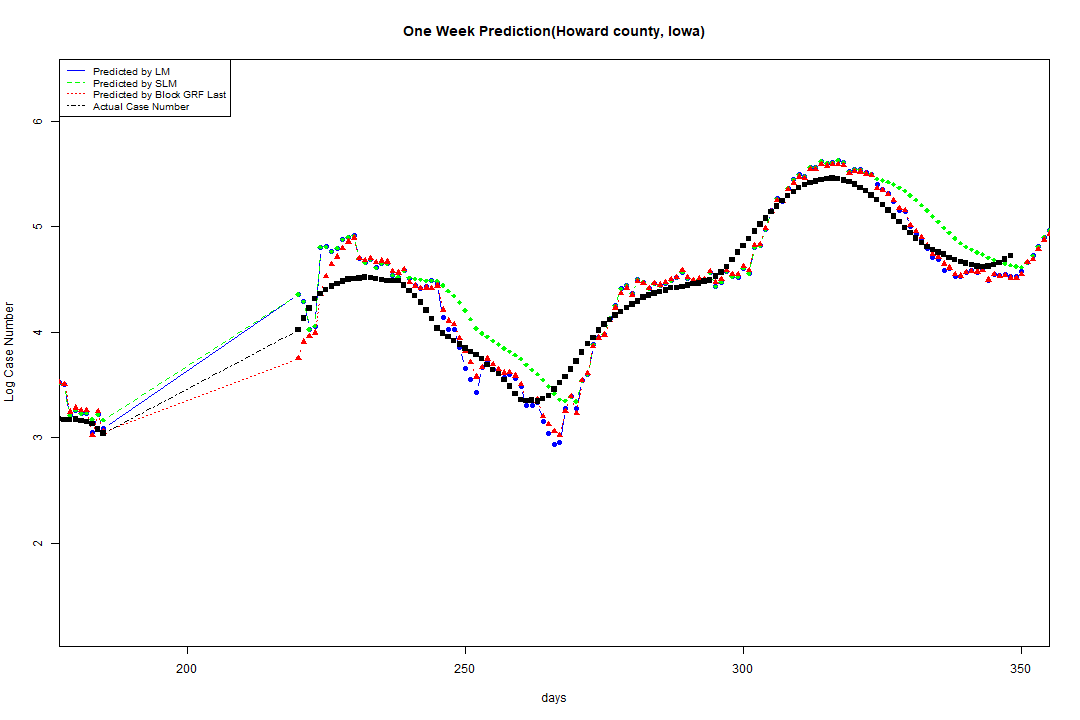 One Week Prediction(Howard county, Iowa)
Predicted by LM
Predicted by SLM
Predicted by Block GRF Last
Actual Case Number
Log Case Number
6
5
4
3
2
200
250
300
350
days